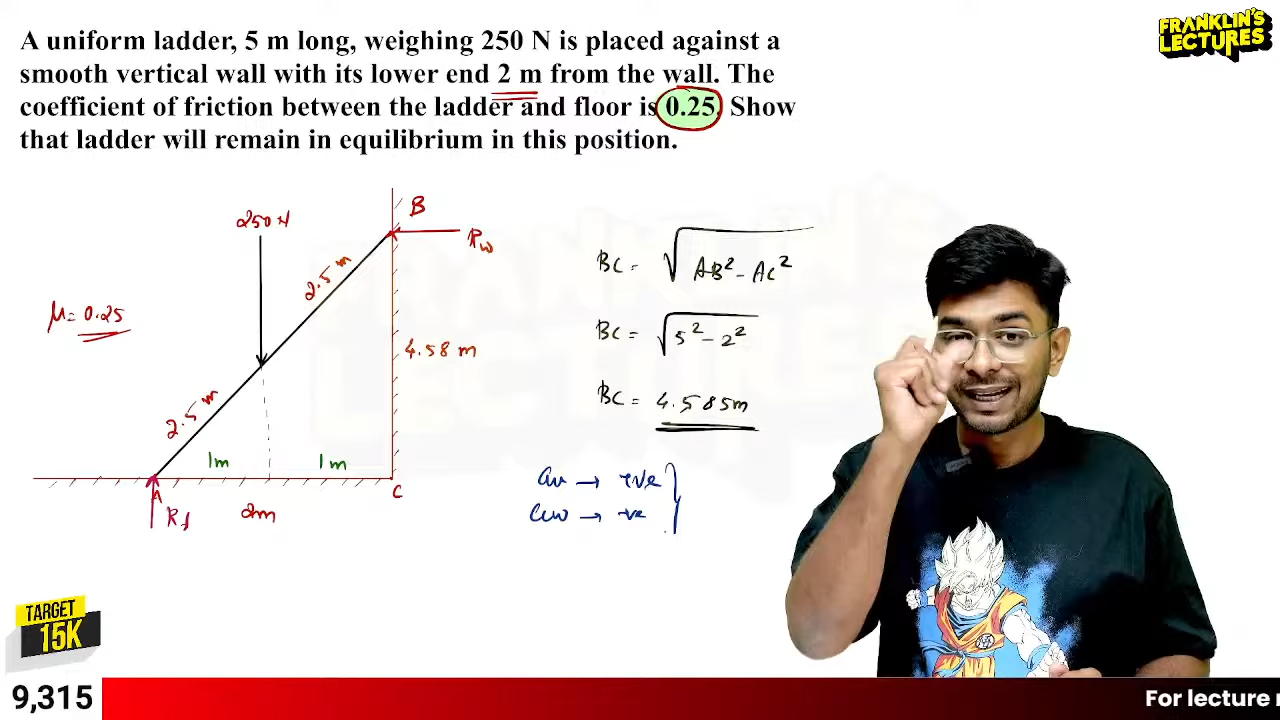 FRANKLIN'S
LECTURES
A uniform ladder, 5 m long, weighing 250 N is placed against a
smooth vertical wall with its lower end 2 m from the wall. The
coefficient of friction between the ladder and floor is 0.25. Show
that ladder will remain in equilibrium in this position.
250N
B
Rw
2.5 m
μ = 0.25
4.58 m
2.5 m
1m
1m
A
C
Rf
2m
BC = √AB² - AC²
BC = √5² - 2²
BC = 4.585m
→ +ve
→ -ve
TARGET
15K
9,315
For lecture